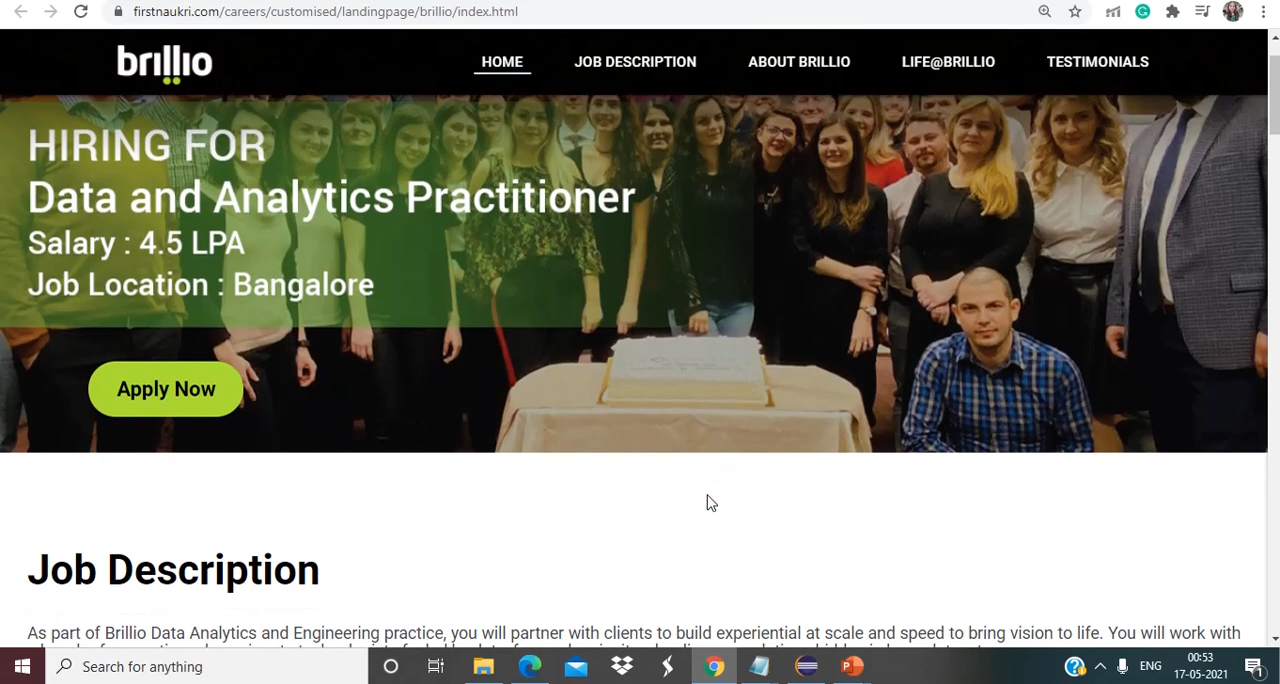 firstnaukri.com/careers/customised/landingpage/brillio/index.html
brillio
HOME
JOB DESCRIPTION
ABOUT BRILLIO
LIFE@BRILLIO
TESTIMONIALS
HIRING FOR
Data and Analytics Practitioner
Salary : 4.5 LPA
Job Location : Bangalore
Apply Now
Job Description
As part of Brillio Data Analytics and Engineering practice, you will partner with clients to build experiential at scale and speed to bring vision to life. You will work with
Search for anything
ENG
00:53
17-05-2021
1